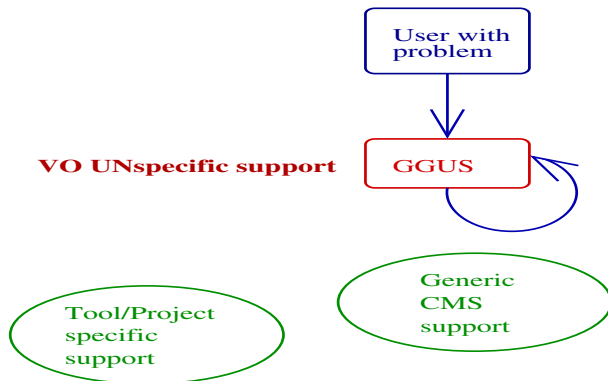 User with
problem
VO UNspecific support
GGUS
Generic
CMS
support
Tool/Project
specific
support